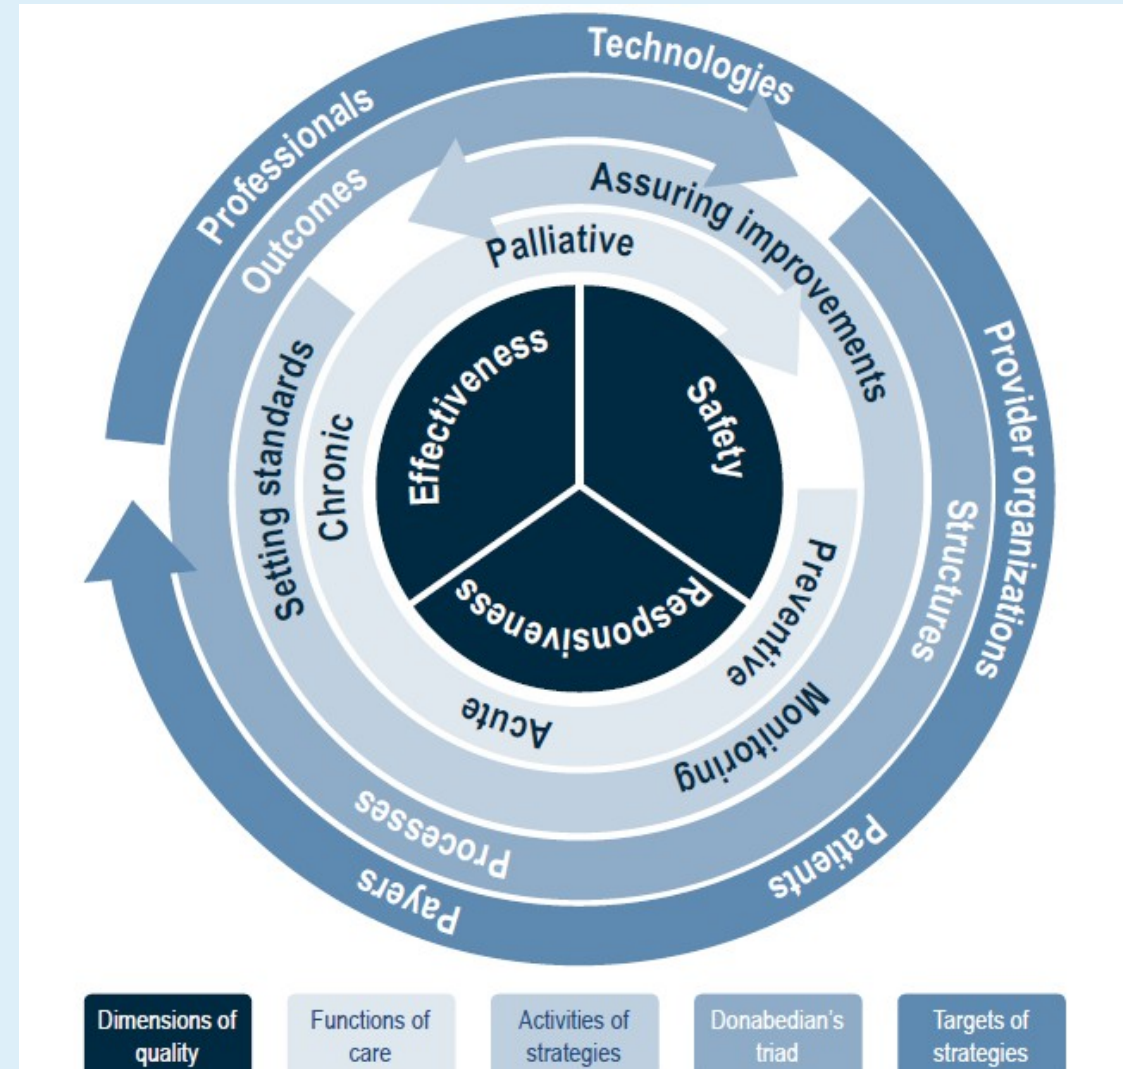 Technologies
Professionals
Outcomes
Assuring improvements
Palliative
Effectiveness
Safety
Responsiveness
Setting standards
Chronic
Provider organizations
Structures
Preventive
Monitoring
Acute
Processes
Patients
Payers
Dimensions of
quality
Functions of
care
Activities of
strategies
Donabedian's
triad
Targets of
strategies